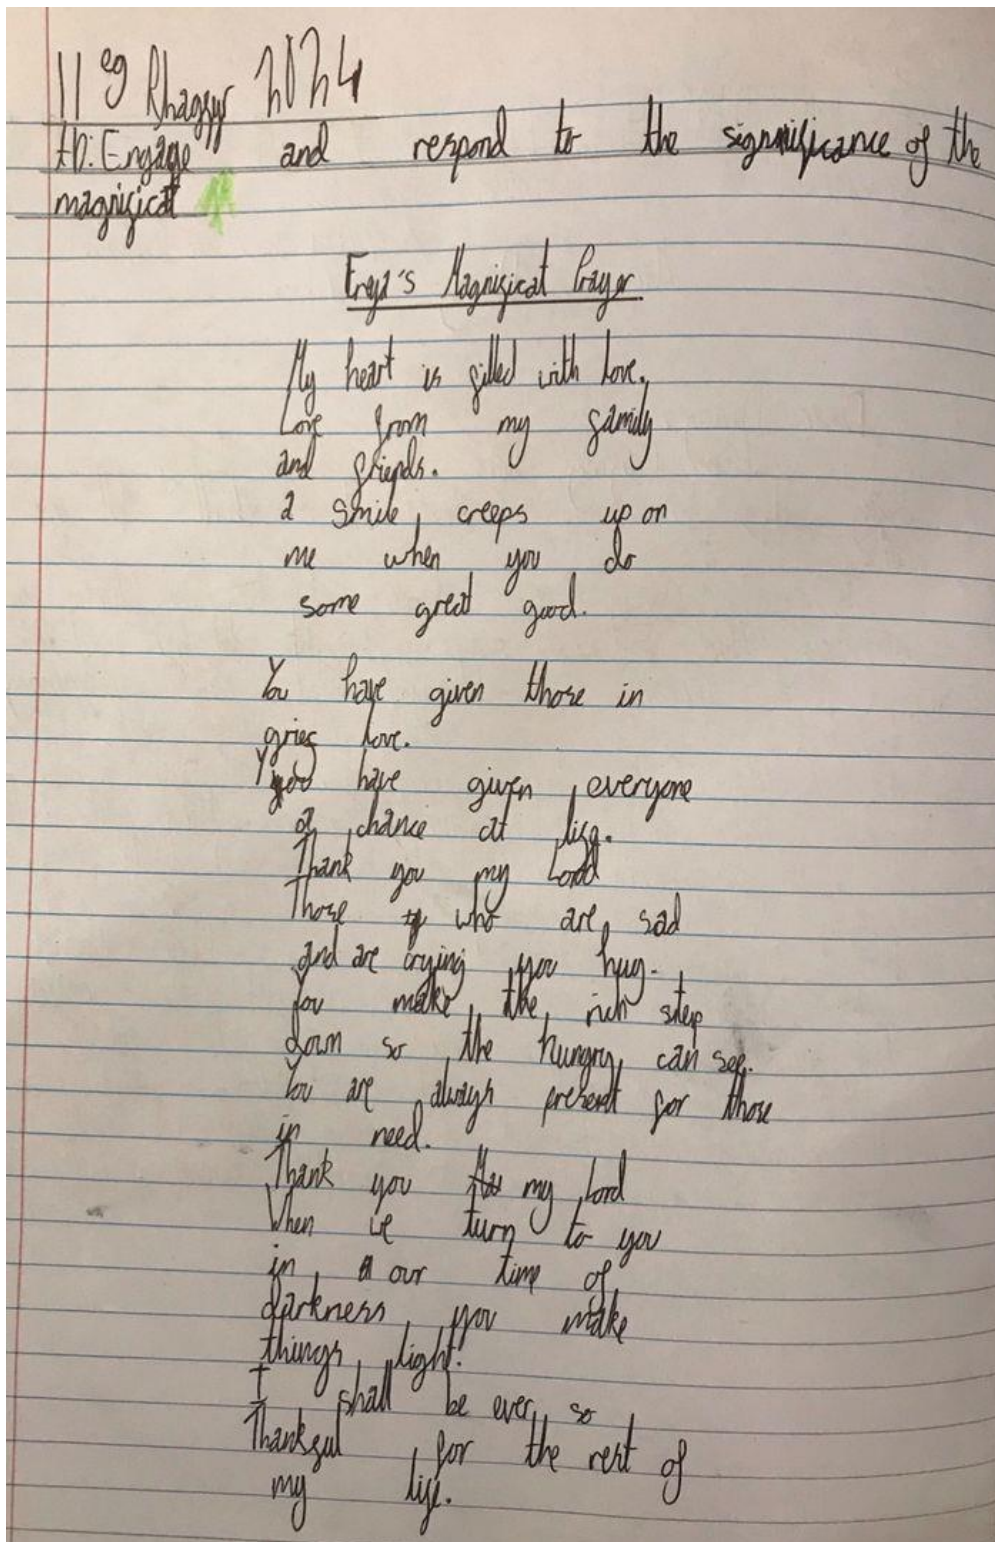 11eg Rhagfyr 2024
AD: Engage and respond to the significance of the
magnificat
Freya's Magnificat Prayer
My heart is filled with love,
Love from my family
and friends.
a smile creeps up on
me when you do
some great good.
You have given those in
grief love.
You have given everyone
a chance at life.
Thank you my Lord
Those who are sad
and are crying you hug.
You make the rich step
down so the hungry can see.
You are always present for those
in need.
Thank you my Lord
When we turn to you
in our time of
darkness you make
things light.
I shall be ever so
Thankful for the rest of
my life.